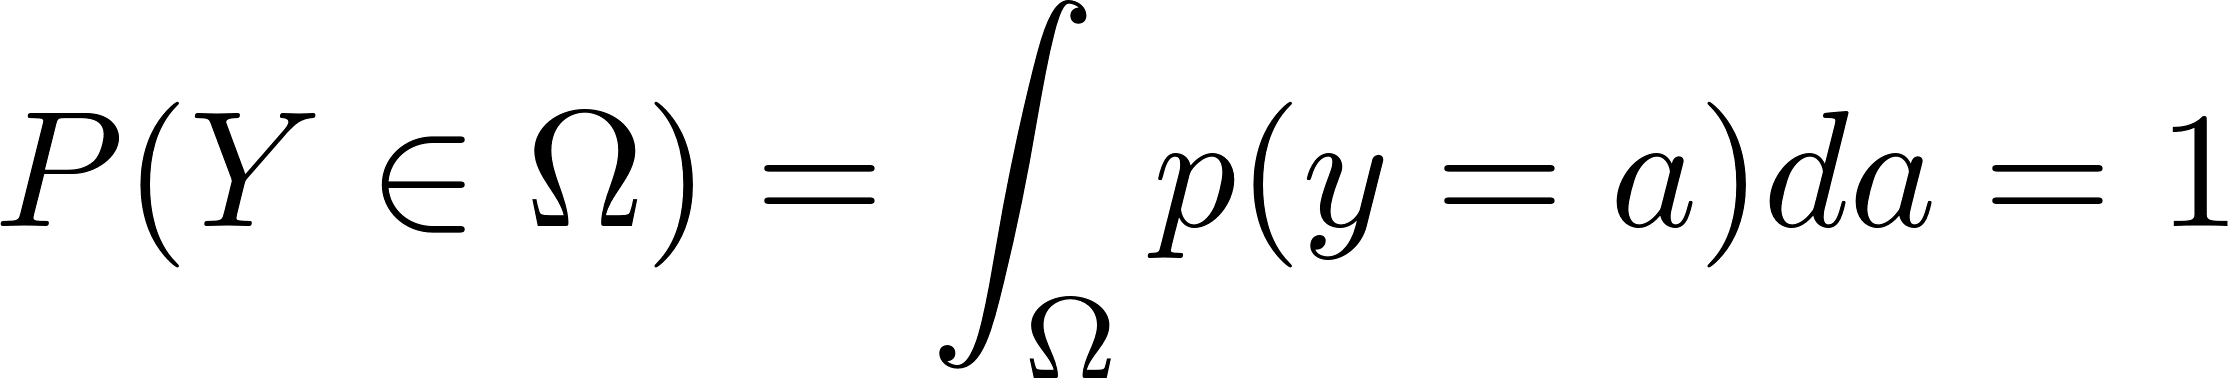 P(Y ∈ Ω) = ∫_Ω p(y = a)da = 1